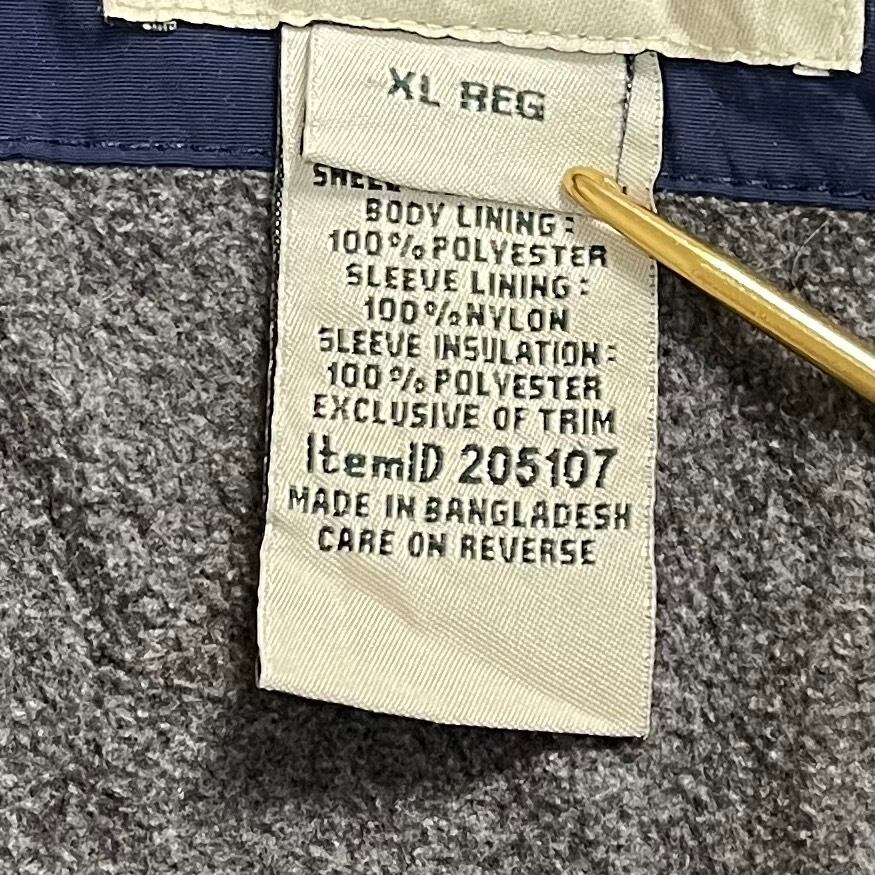 XL REG
BODY LINING:
100%POLYESTER
SLEEVE LINING:
100%NYLON
SLEEVE INSULATION:
100%POLYESTER
EXCLUSIVE OF TRIM
ItemID 205107
MADE IN BANGLADESH
CARE ON REVERSE